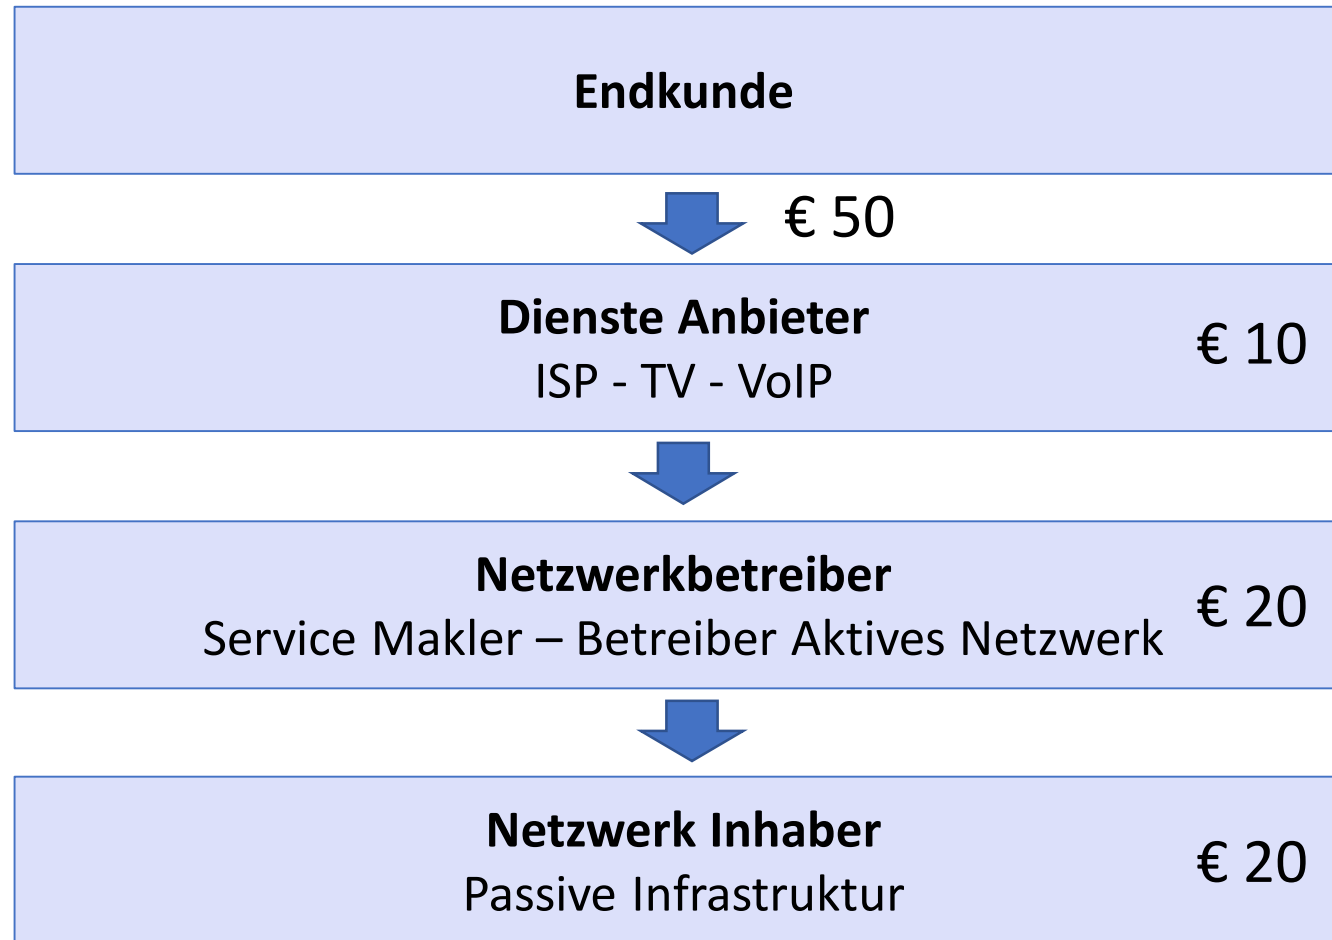 Endkunde
€ 50
Dienste Anbieter
ISP - TV - VoIP
€ 10
Netzwerkbetreiber
Service Makler – Betreiber Aktives Netzwerk
€ 20
Netzwerk Inhaber
Passive Infrastruktur
€ 20